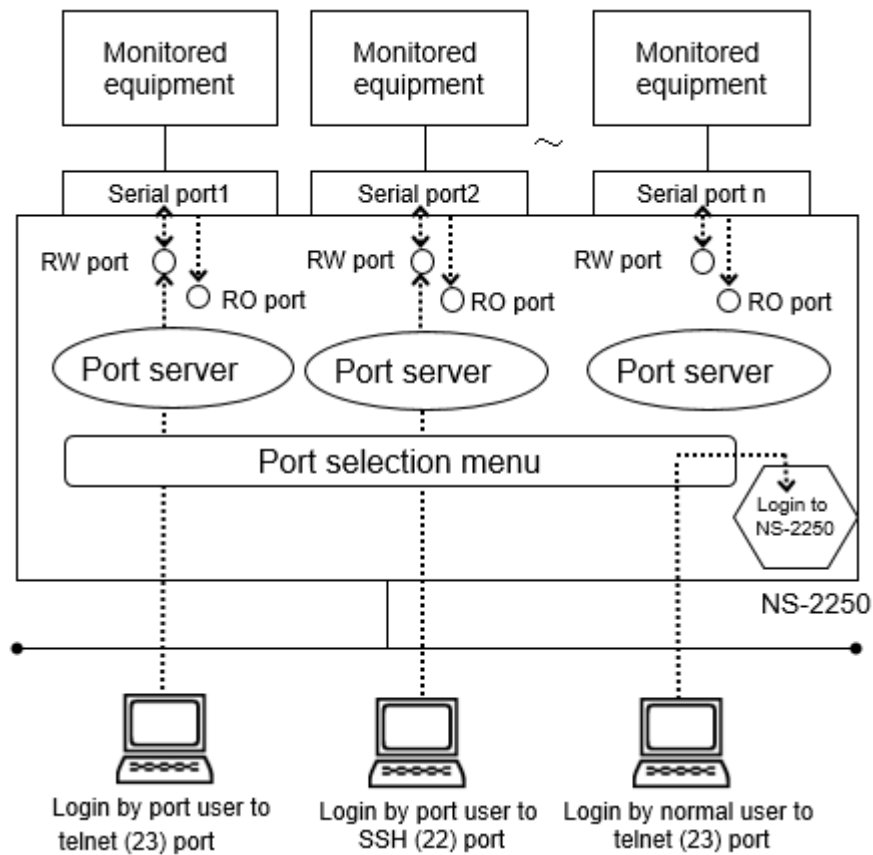 Monitored
equipment
Monitored
equipment
Monitored
equipment
~
Serial port1
Serial port2
Serial port n
RW port
RO port
RW port
RO port
RW port
RO port
Port server
Port server
Port server
Port selection menu
Login to
NS-2250
NS-2250
Login by port user to
telnet (23) port
Login by port user to
SSH (22) port
Login by normal user to
telnet (23) port